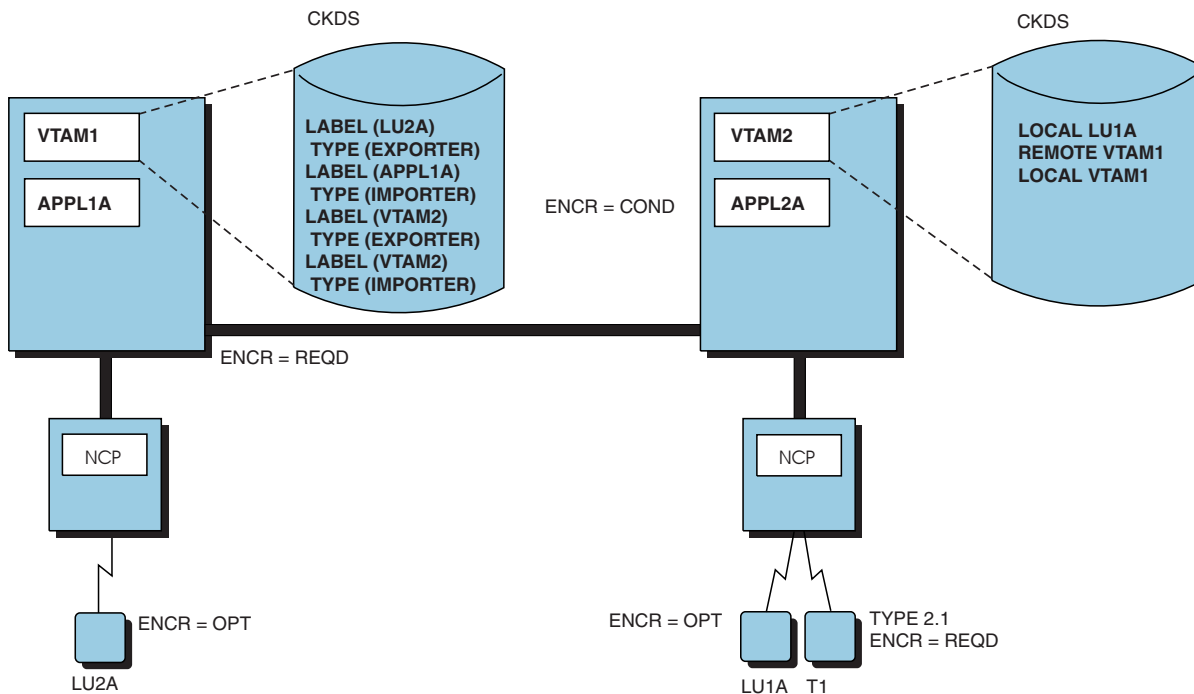 CKDS
CKDS
VTAM1
APPL1A
LABEL (LU2A)
TYPE (EXPORTER)
LABEL (APPL1A)
TYPE (IMPORTER)
LABEL (VTAM2)
TYPE (EXPORTER)
LABEL (VTAM2)
TYPE (IMPORTER)
ENCR = COND
VTAM2
APPL2A
LOCAL LU1A
REMOTE VTAM1
LOCAL VTAM1
ENCR = REQD
NCP
NCP
ENCR = OPT
LU2A
ENCR = OPT
TYPE 2.1
ENCR = REQD
LU1A
T1